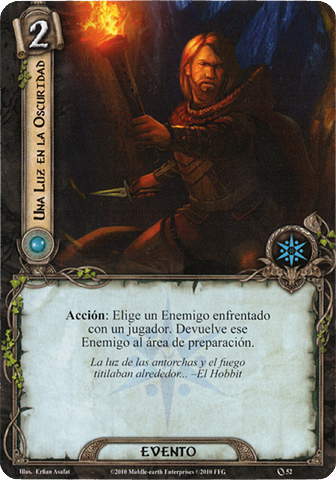 2
UNA LUZ EN LA OSCURIDAD
Acción: Elige un Enemigo enfrentado
con un jugador. Devuelve ese
Enemigo al área de preparación.
La luz de las antorchas y el fuego
titilaban alrededor... –El Hobbit
EVENTO
Illus. Erfian Asafat
©2010 Middle-earth Enterprises ©2010 FFG
52